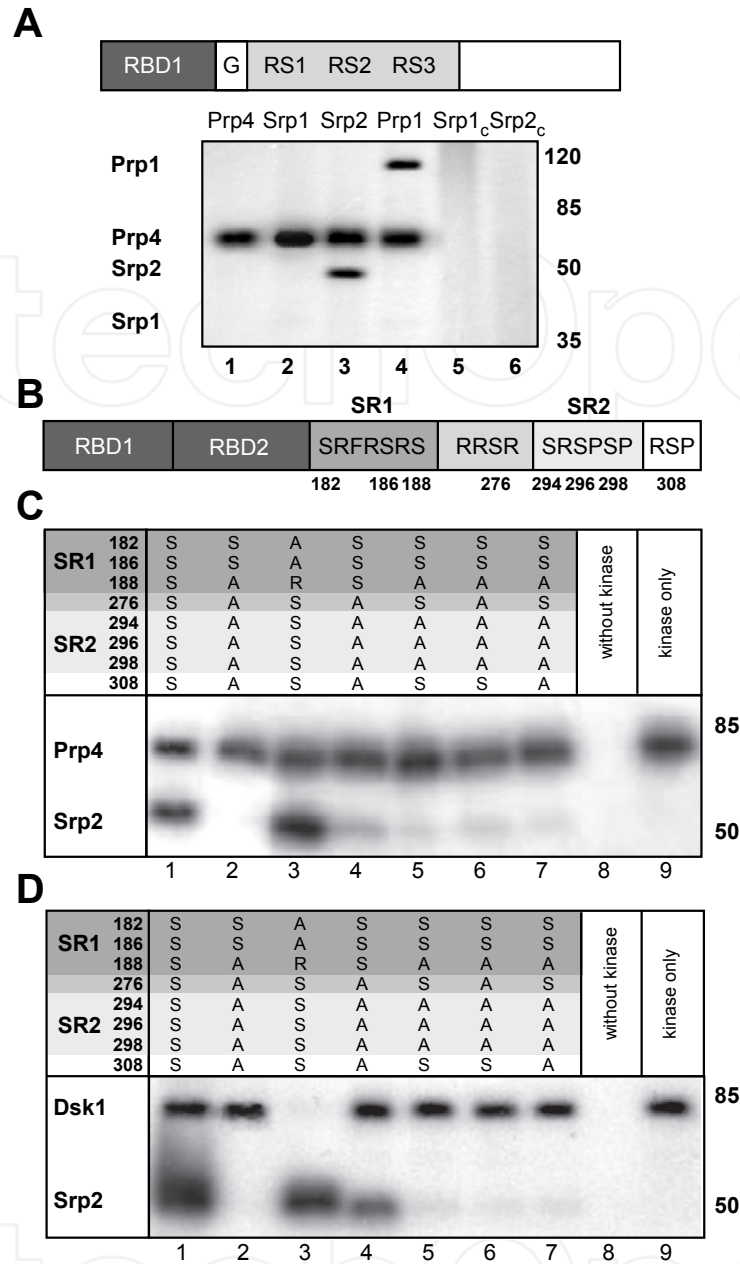 A
RBD1 G RS1 RS2 RS3
Prp4 Srp1 Srp2 Prp1 Srp1c Srp2c
Prp1
Prp4
Srp2
Srp1
120
85
50
35
1 2 3 4 5 6
B
SR1 SR2
RBD1 RBD2 SRFRSRS RRSR SRSPSP RSP
182 186 188 276 294 296 298 308
C
SR1
SR2
182 S S A S S S S
186 S S A S S S S
188 S A R S A A A
276 S A S A S A S
294 S A S A A A A
296 S A S A A A A
298 S A S A A A A
308 S A S A S S A
without kinase
kinase only
Prp4
Srp2
85
50
1 2 3 4 5 6 7 8 9
D
SR1
SR2
182 S S A S S S S
186 S S A S S S S
188 S A R S A A A
276 S A S A S A S
294 S A S A A A A
296 S A S A A A A
298 S A S A A A A
308 S A S A S S A
without kinase
kinase only
Dsk1
Srp2
85
50
1 2 3 4 5 6 7 8 9